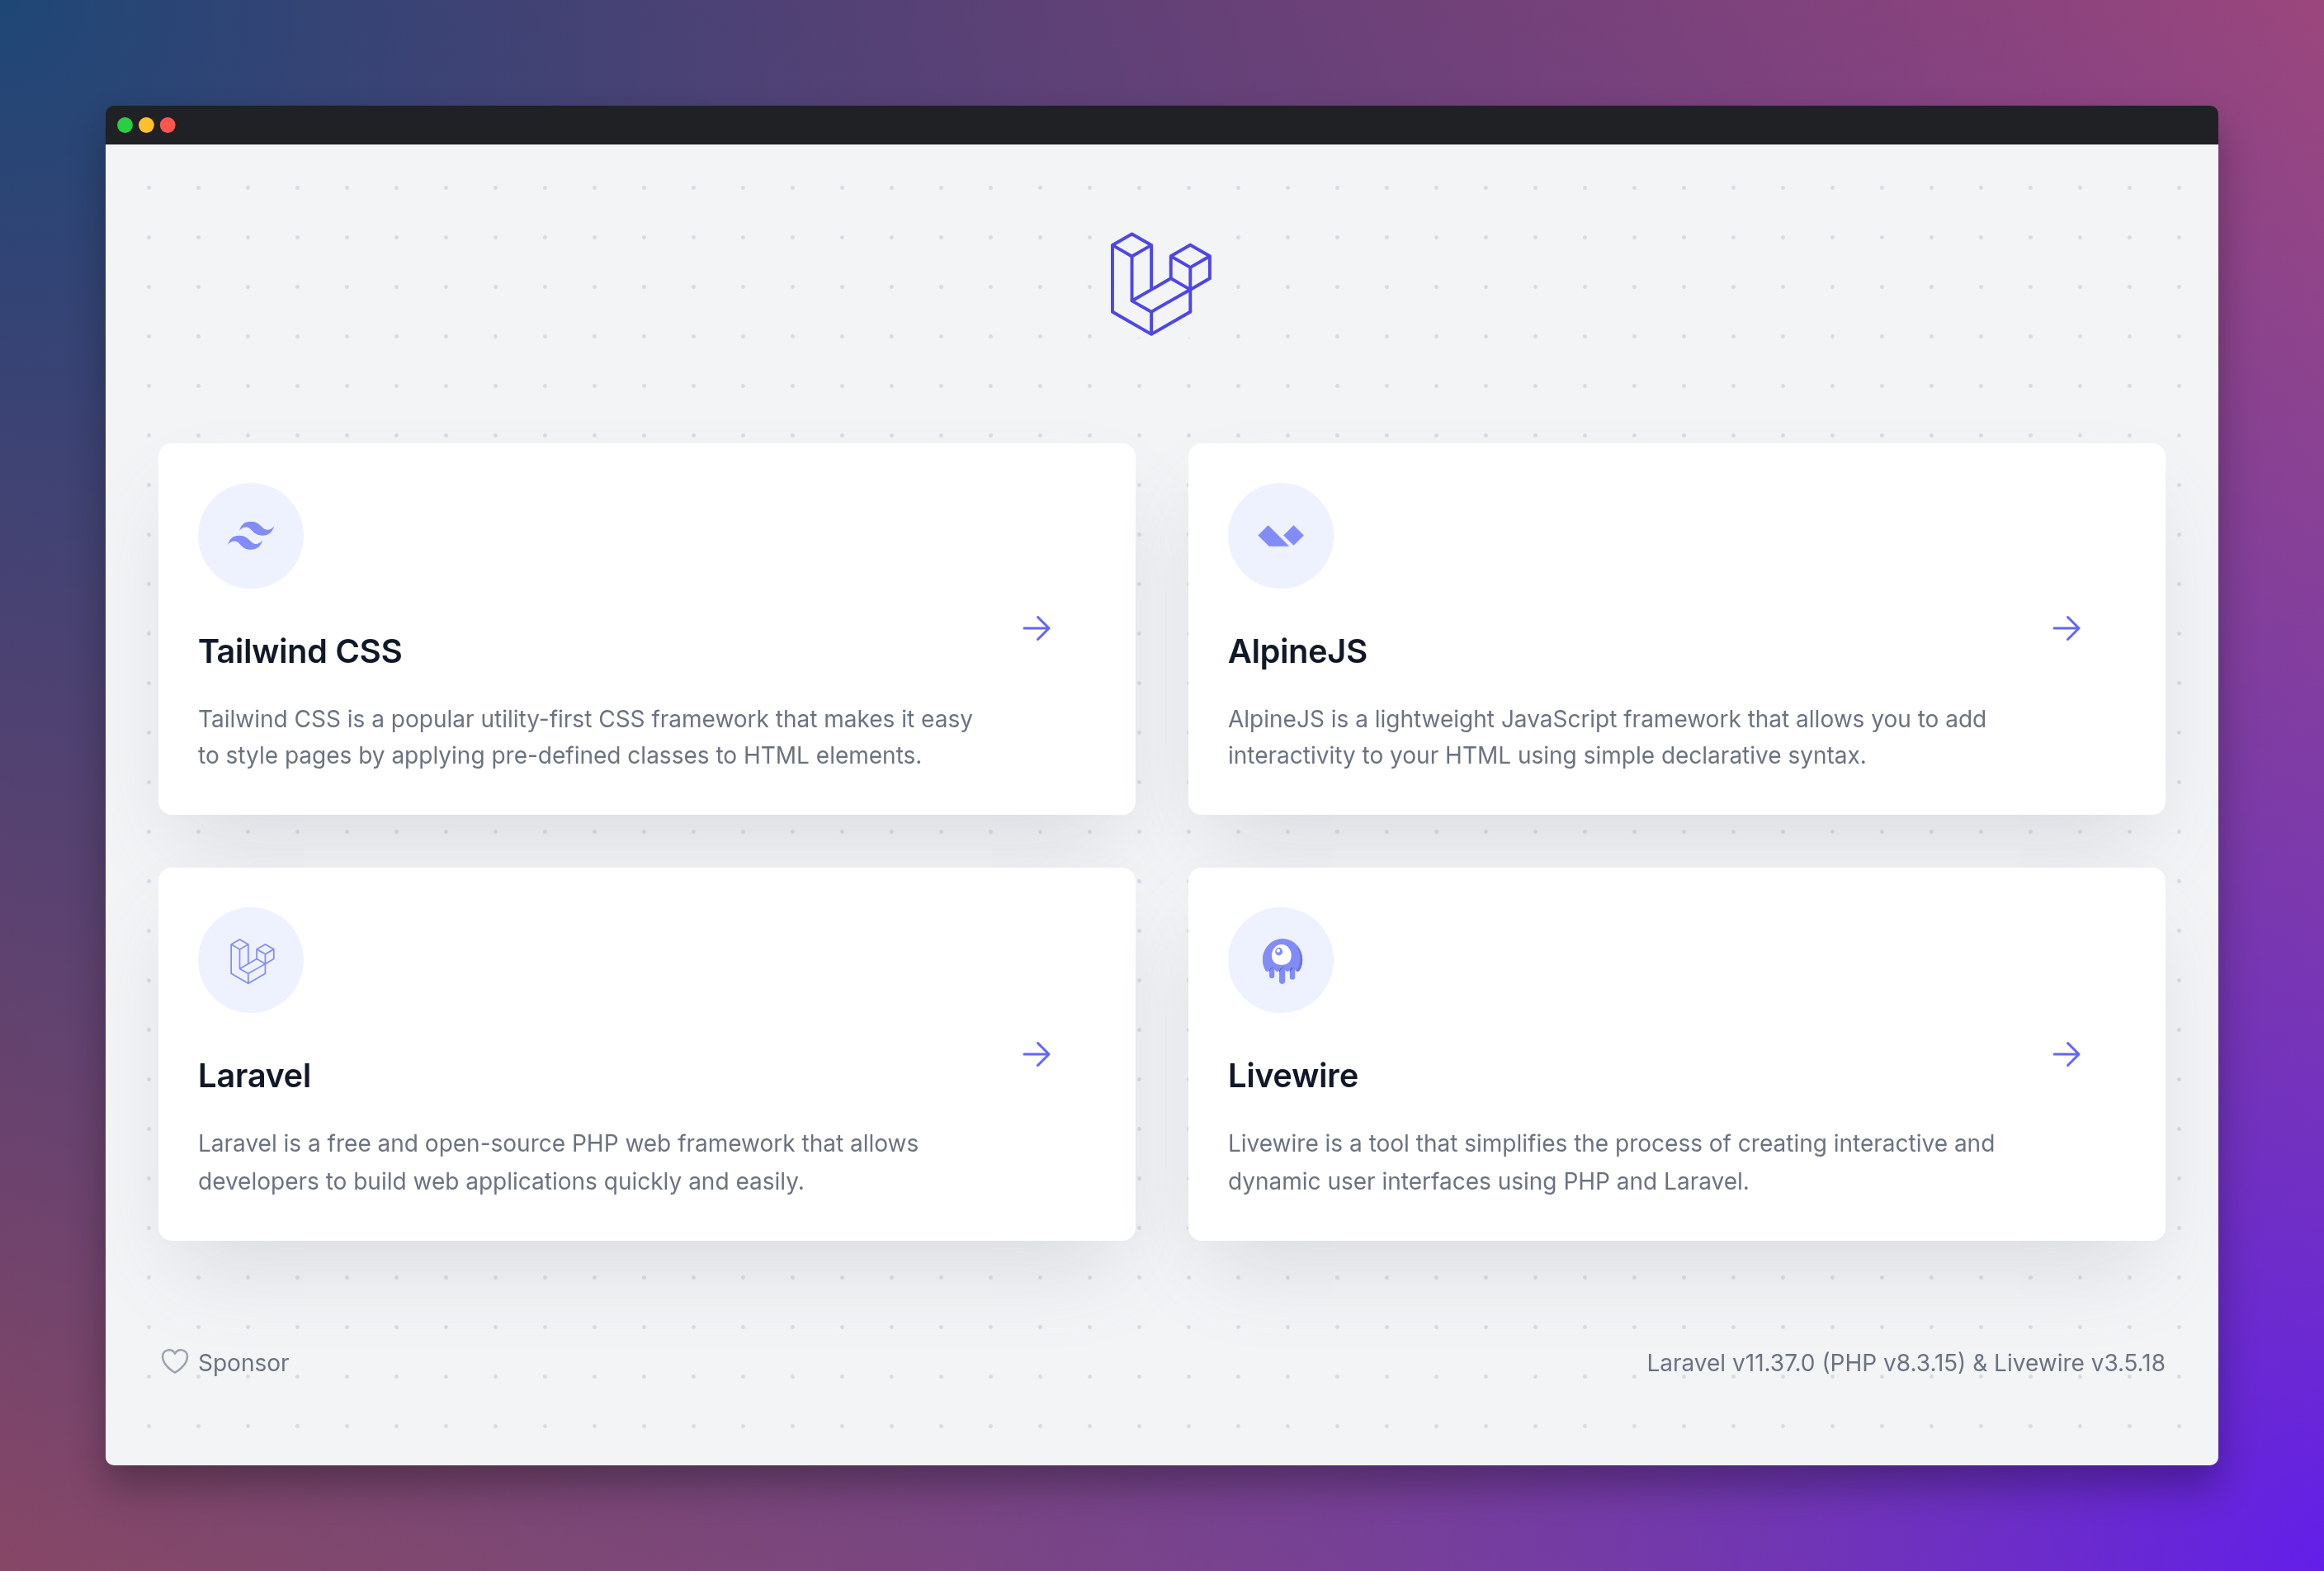 Tailwind CSS
Tailwind CSS is a popular utility-first CSS framework that makes it easy
to style pages by applying pre-defined classes to HTML elements.
AlpineJS
AlpineJS is a lightweight JavaScript framework that allows you to add
interactivity to your HTML using simple declarative syntax.
Laravel
Laravel is a free and open-source PHP web framework that allows
developers to build web applications quickly and easily.
Livewire
Livewire is a tool that simplifies the process of creating interactive and
dynamic user interfaces using PHP and Laravel.
Sponsor
Laravel v11.37.0 (PHP v8.3.15) & Livewire v3.5.18